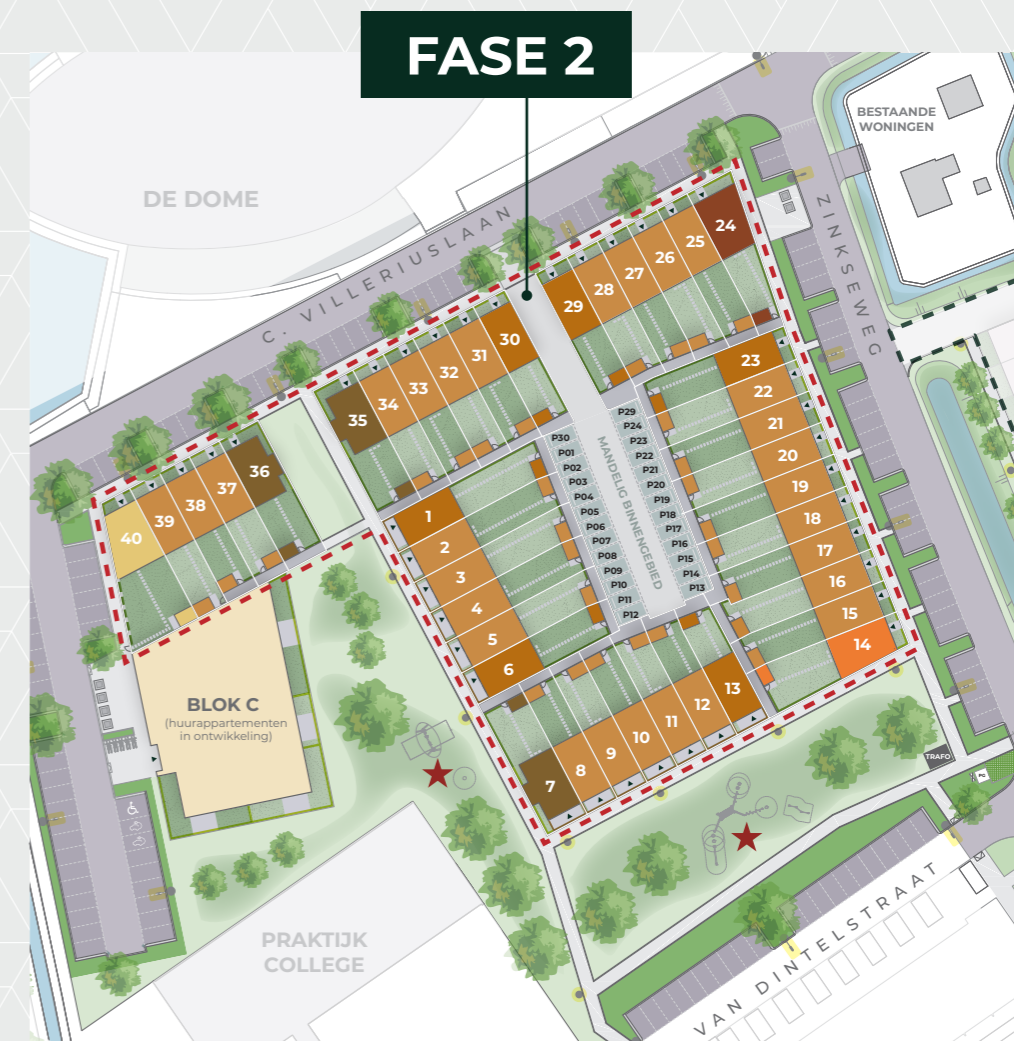 FASE 2
BESTAANDE
WONINGEN
DE DOME
C. VILLERIUSLAAN
ZINKSEWEG
24
25
26
27
28
29
30
31
32
33
34
35
36
37
38
39
40
23
22
21
20
19
18
17
16
15
14
1
2
3
4
5
6
7
8
9
10
11
12
13
P30
P01
P02
P03
P04
P05
P06
P07
P08
P09
P10
P11
P12
MANDELIG BINNENGEBIED
P29
P24
P23
P22
P21
P20
P19
P18
P17
P16
P15
P14
P13
BLOK C
(huurappartementen
in ontwikkeling)
TRAFO
PRAKTIJK
COLLEGE
VAN DINTELSTRAAT